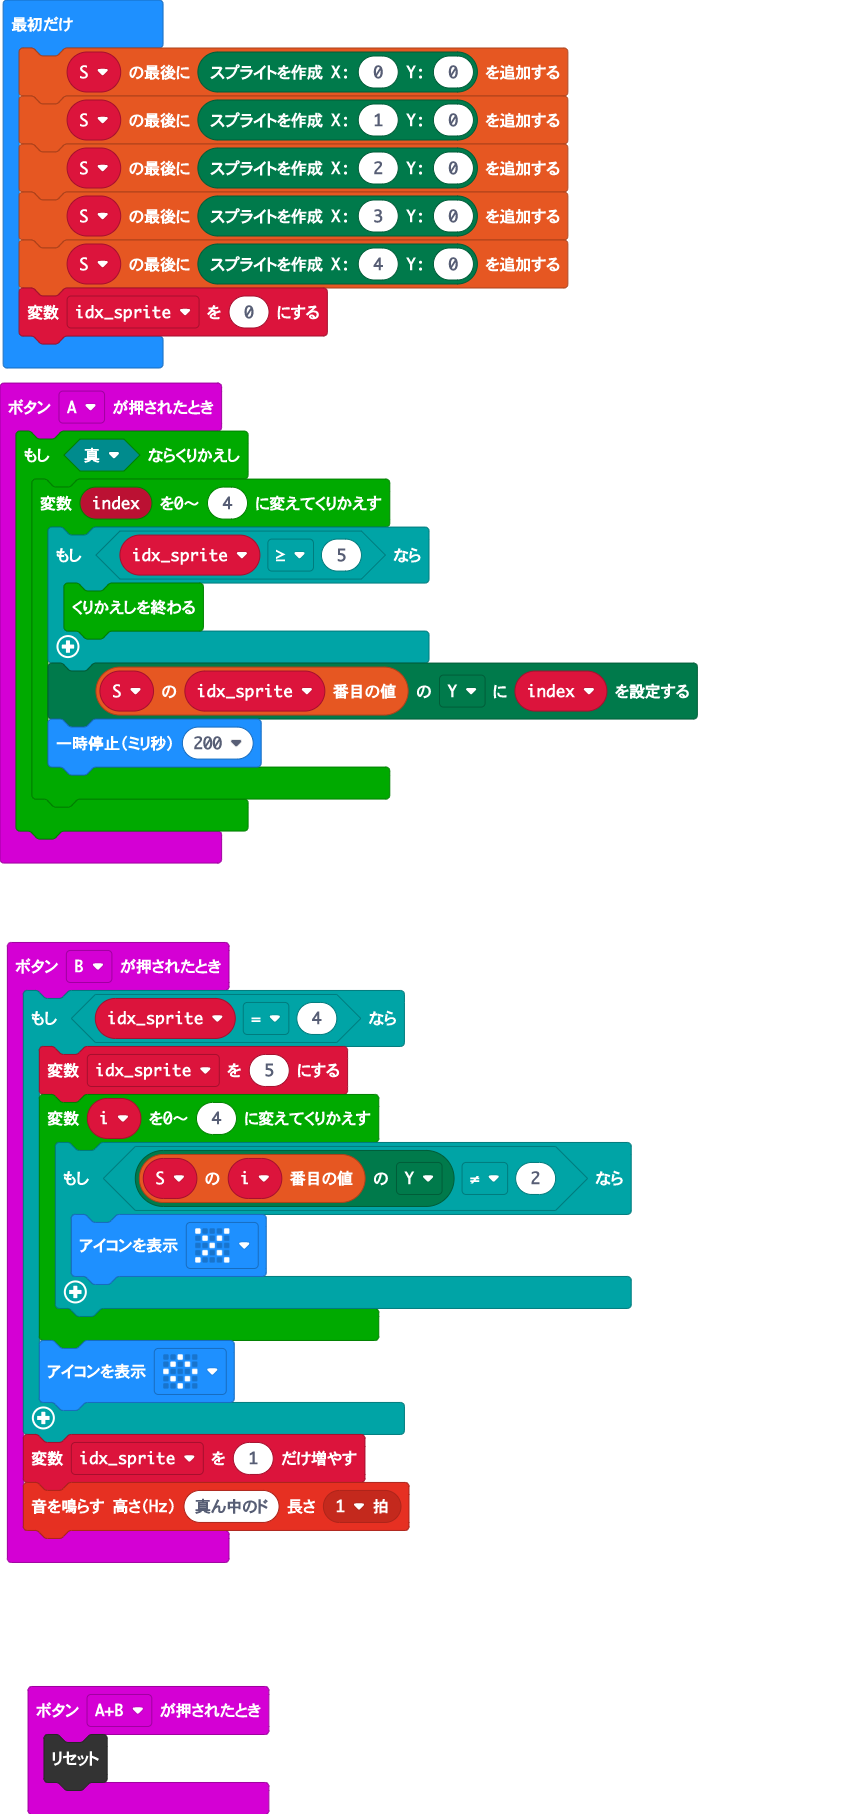 最初だけ
S の最後に スプライトを作成 X: 0 Y: 0 を追加する
S の最後に スプライトを作成 X: 1 Y: 0 を追加する
S の最後に スプライトを作成 X: 2 Y: 0 を追加する
S の最後に スプライトを作成 X: 3 Y: 0 を追加する
S の最後に スプライトを作成 X: 4 Y: 0 を追加する
変数 idx_sprite を 0 にする
ボタン A が押されたとき
もし 真 ならくりかえし
変数 index を0～ 4 に変えてくりかえす
もし idx_sprite ≥ 5 なら
くりかえしを終わる
S の idx_sprite 番目の値 の Y に index を設定する
一時停止(ミリ秒) 200
ボタン B が押されたとき
もし idx_sprite = 4 なら
変数 idx_sprite を 5 にする
変数 i を0～ 4 に変えてくりかえす
もし S の i 番目の値 の Y ≠ 2 なら
アイコンを表示
アイコンを表示
変数 idx_sprite を 1 だけ増やす
音を鳴らす 高さ(Hz) 真ん中のド 長さ 1 拍
ボタン A+B が押されたとき
リセット